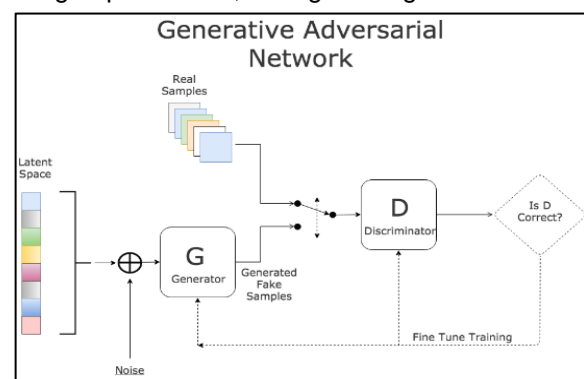 Generative Adversarial
Network
Real
Samples
Latent
Space
Is D
Correct?
D
Discriminator
G
Generator
Generated
Fake
Samples
Fine Tune Training
Noise